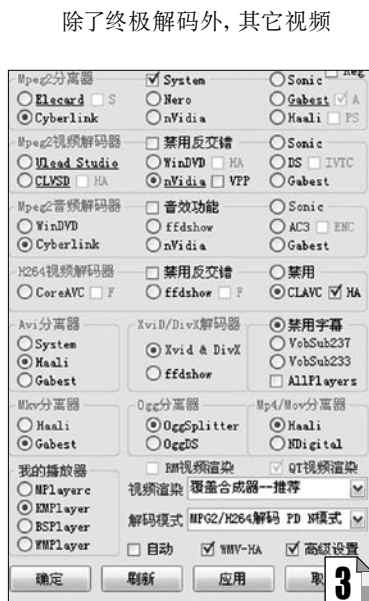 除了终极解码外，其它视频
Mpeg2分离器 System Sonic Reg
Elecard S Nero Gabest A
Cyberlink nVidia Haali PS
Mpeg2视频解码器 禁用反交错 Sonic
Ulead Studio WinDVD HA DS IVTC
CLVSD HA nVidia VPP Gabest
Mpeg2音频解码器 音效功能 Sonic
WinDVD ffdshow AC3 ENC
Cyberlink nVidia Gabest
H264视频解码器 禁用反交错 禁用
CoreAVC F ffdshow F CLAVC HA
Avi分离器 XviD/DivX解码器 禁用字幕
System Xvid & DivX VobSub237
Haali ffdshow VobSub233
Gabest AllPlayers
Mkv分离器 Ogg分离器 Mp4/Mov分离器
Haali OggSplitter Haali
Gabest OggDS NDigital
我的播放器 RM视频渲染 QT视频渲染
MPlayerc 视频渲染 覆盖合成器--推荐
KMPlayer
BSPlayer 解码模式 MPG2/H264解码 PD N模式
WMPlayer 自动 WMV-HA 高级设置
确定 刷新 应用 取
3